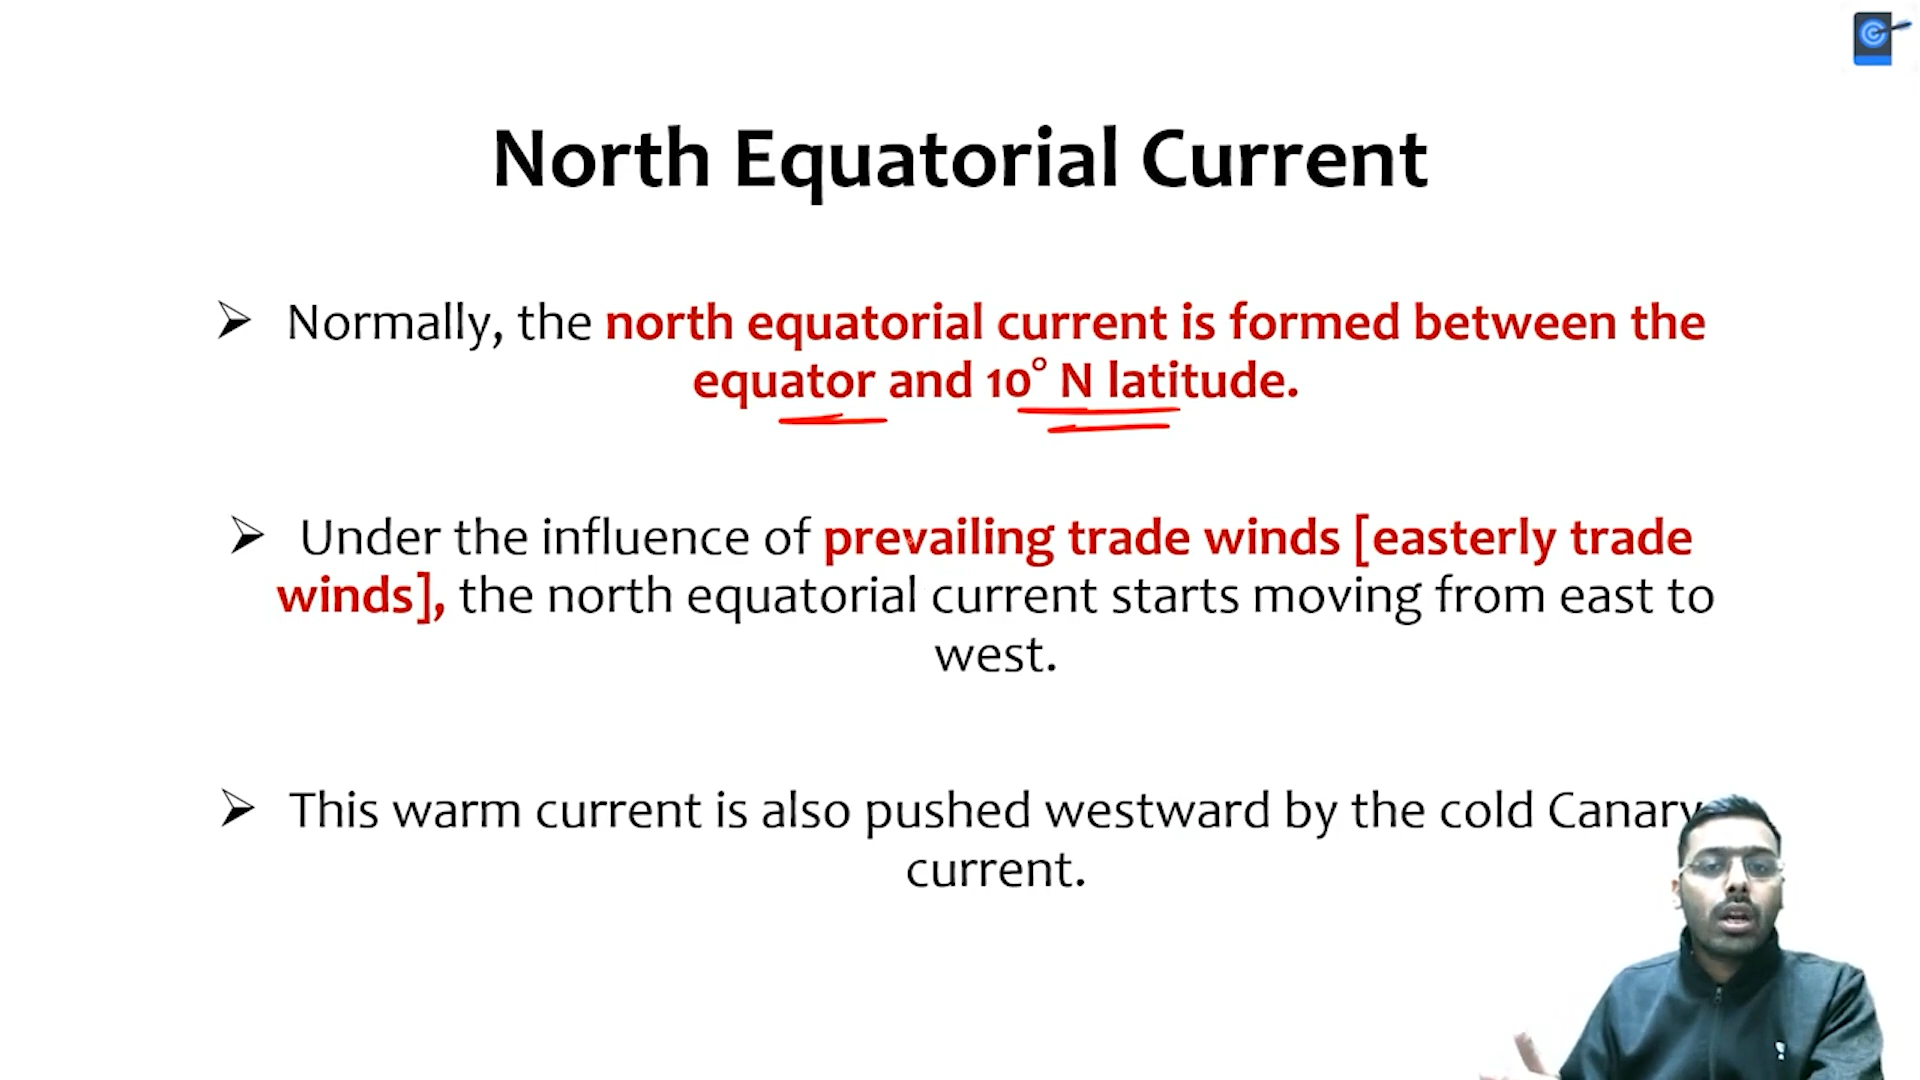 North Equatorial Current
➢ Normally, the north equatorial current is formed between the
equator and 10° N latitude.
➢ Under the influence of prevailing trade winds [easterly trade
winds], the north equatorial current starts moving from east to
west.
➢ This warm current is also pushed westward by the cold Canary
current.